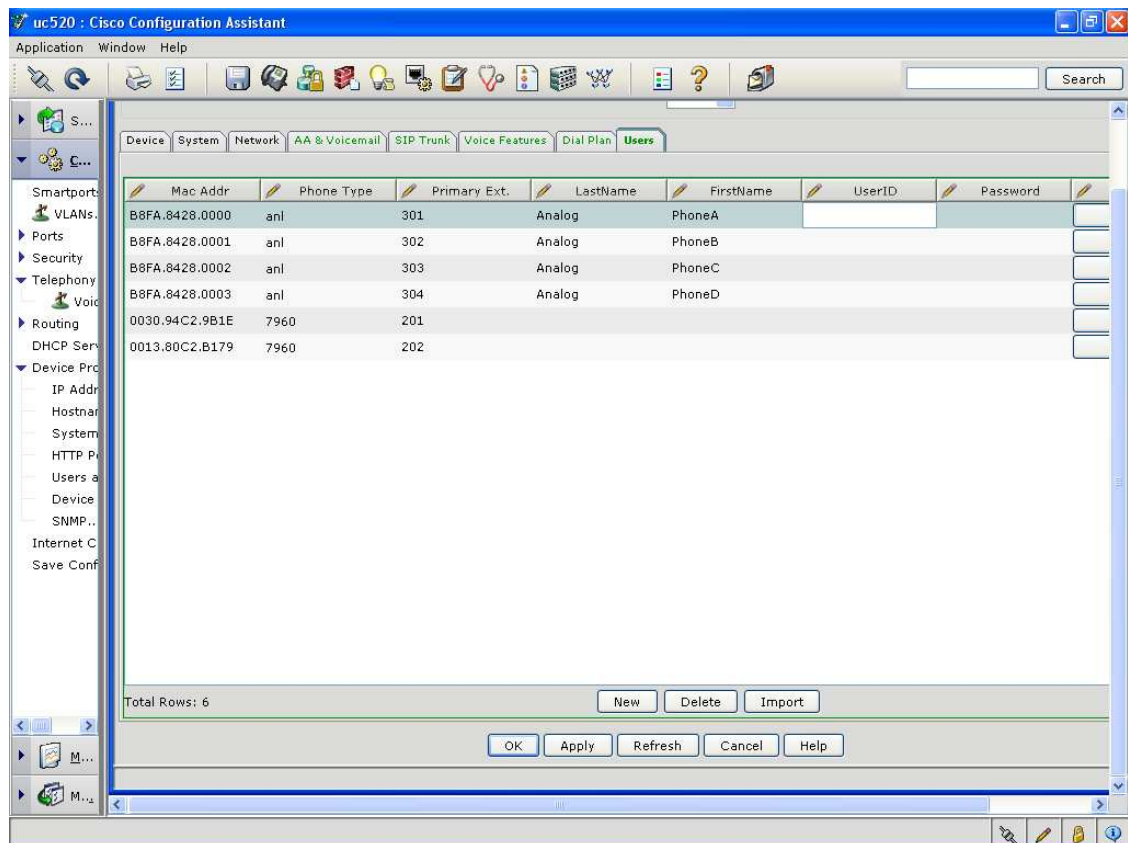 uc520 : Cisco Configuration Assistant
Application Window Help
Search
S...
C...
Smartports
VLANs.
Ports
Security
Telephony
Voic
Routing
DHCP Serv
Device Pro
IP Addr
Hostnar
System
HTTP Po
Users a
Device
SNMP..
Internet C
Save Conf
M...
M...
Device System Network AA & Voicemail SIP Trunk Voice Features Dial Plan Users
Mac Addr Phone Type Primary Ext. LastName FirstName UserID Password
B8FA.8428.0000 anl 301 Analog PhoneA
B8FA.8428.0001 anl 302 Analog PhoneB
B8FA.8428.0002 anl 303 Analog PhoneC
B8FA.8428.0003 anl 304 Analog PhoneD
0030.94C2.9B1E 7960 201
0013.80C2.B179 7960 202
Total Rows: 6 New Delete Import
OK Apply Refresh Cancel Help